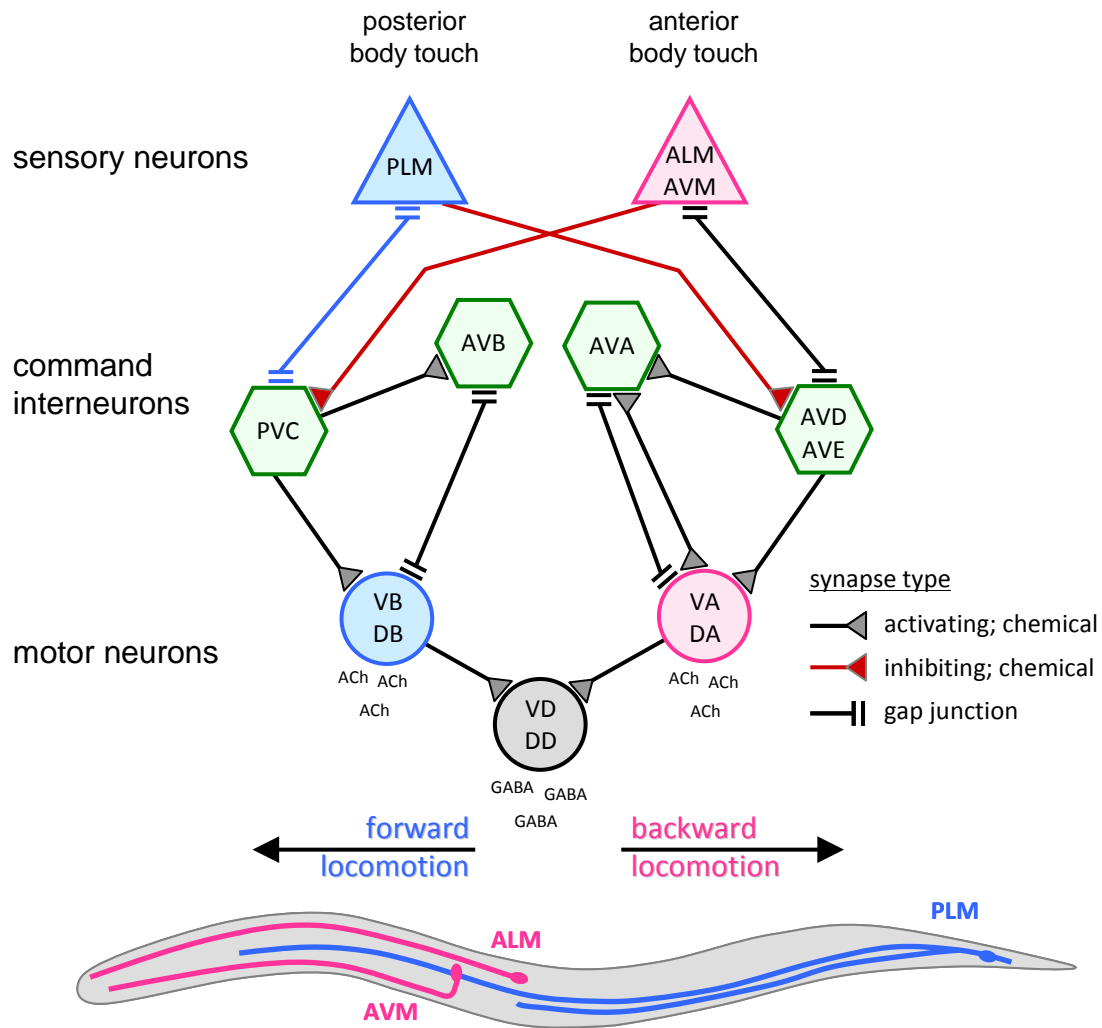 posterior
body touch
anterior
body touch
sensory neurons
PLM
ALM
AVM
command
interneurons
AVB
AVA
PVC
AVD
AVE
motor neurons
VB
DB
VA
DA
ACh
ACh
ACh
ACh
ACh
ACh
VD
DD
GABA
GABA
GABA
synapse type
activating; chemical
inhibiting; chemical
gap junction
forward
locomotion
backward
locomotion
PLM
ALM
AVM